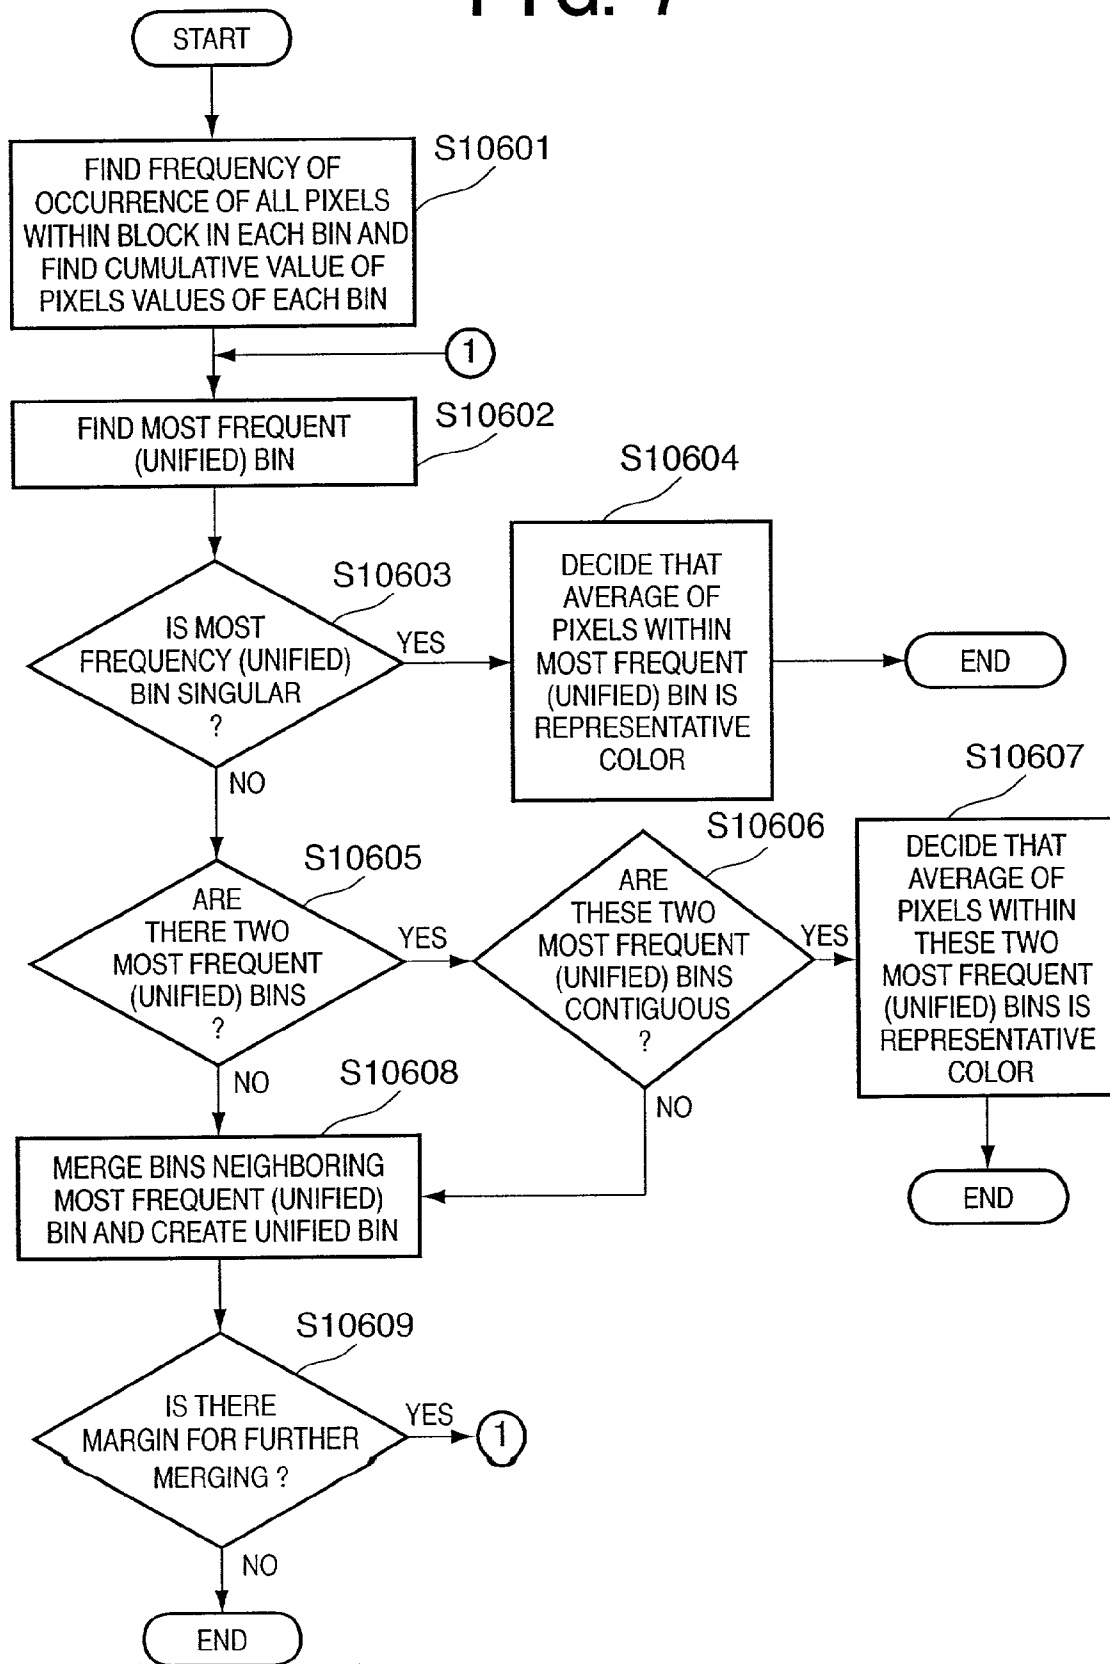 FIG. 7
START
S10601
FIND FREQUENCY OF
OCCURRENCE OF ALL PIXELS
WITHIN BLOCK IN EACH BIN AND
FIND CUMULATIVE VALUE OF
PIXELS VALUES OF EACH BIN
1
S10602
FIND MOST FREQUENT
(UNIFIED) BIN
S10603
IS MOST
FREQUENCY (UNIFIED)
BIN SINGULAR
?
YES
NO
S10604
DECIDE THAT
AVERAGE OF
PIXELS WITHIN
MOST FREQUENT
(UNIFIED) BIN IS
REPRESENTATIVE
COLOR
END
S10605
ARE
THERE TWO
MOST FREQUENT
(UNIFIED) BINS
?
YES
NO
S10606
ARE
THESE TWO
MOST FREQUENT
(UNIFIED) BINS
CONTIGUOUS
?
YES
NO
S10607
DECIDE THAT
AVERAGE OF
PIXELS WITHIN
THESE TWO
MOST FREQUENT
(UNIFIED) BINS IS
REPRESENTATIVE
COLOR
END
S10608
MERGE BINS NEIGHBORING
MOST FREQUENT (UNIFIED)
BIN AND CREATE UNIFIED BIN
S10609
IS THERE
MARGIN FOR FURTHER
MERGING ?
YES
1
NO
END